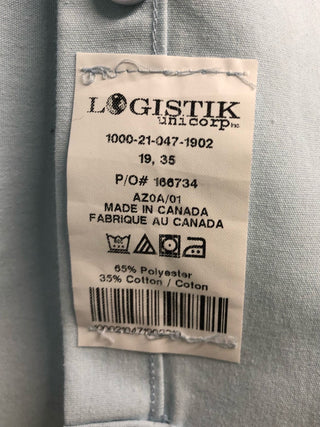 LOGISTIK
unicorp inc.
1000-21-047-1902
19, 35
P/O# 166734
AZ0A/01
MADE IN CANADA
FABRIQUE AU CANADA
65% Polyester
35% Cotton / Coton